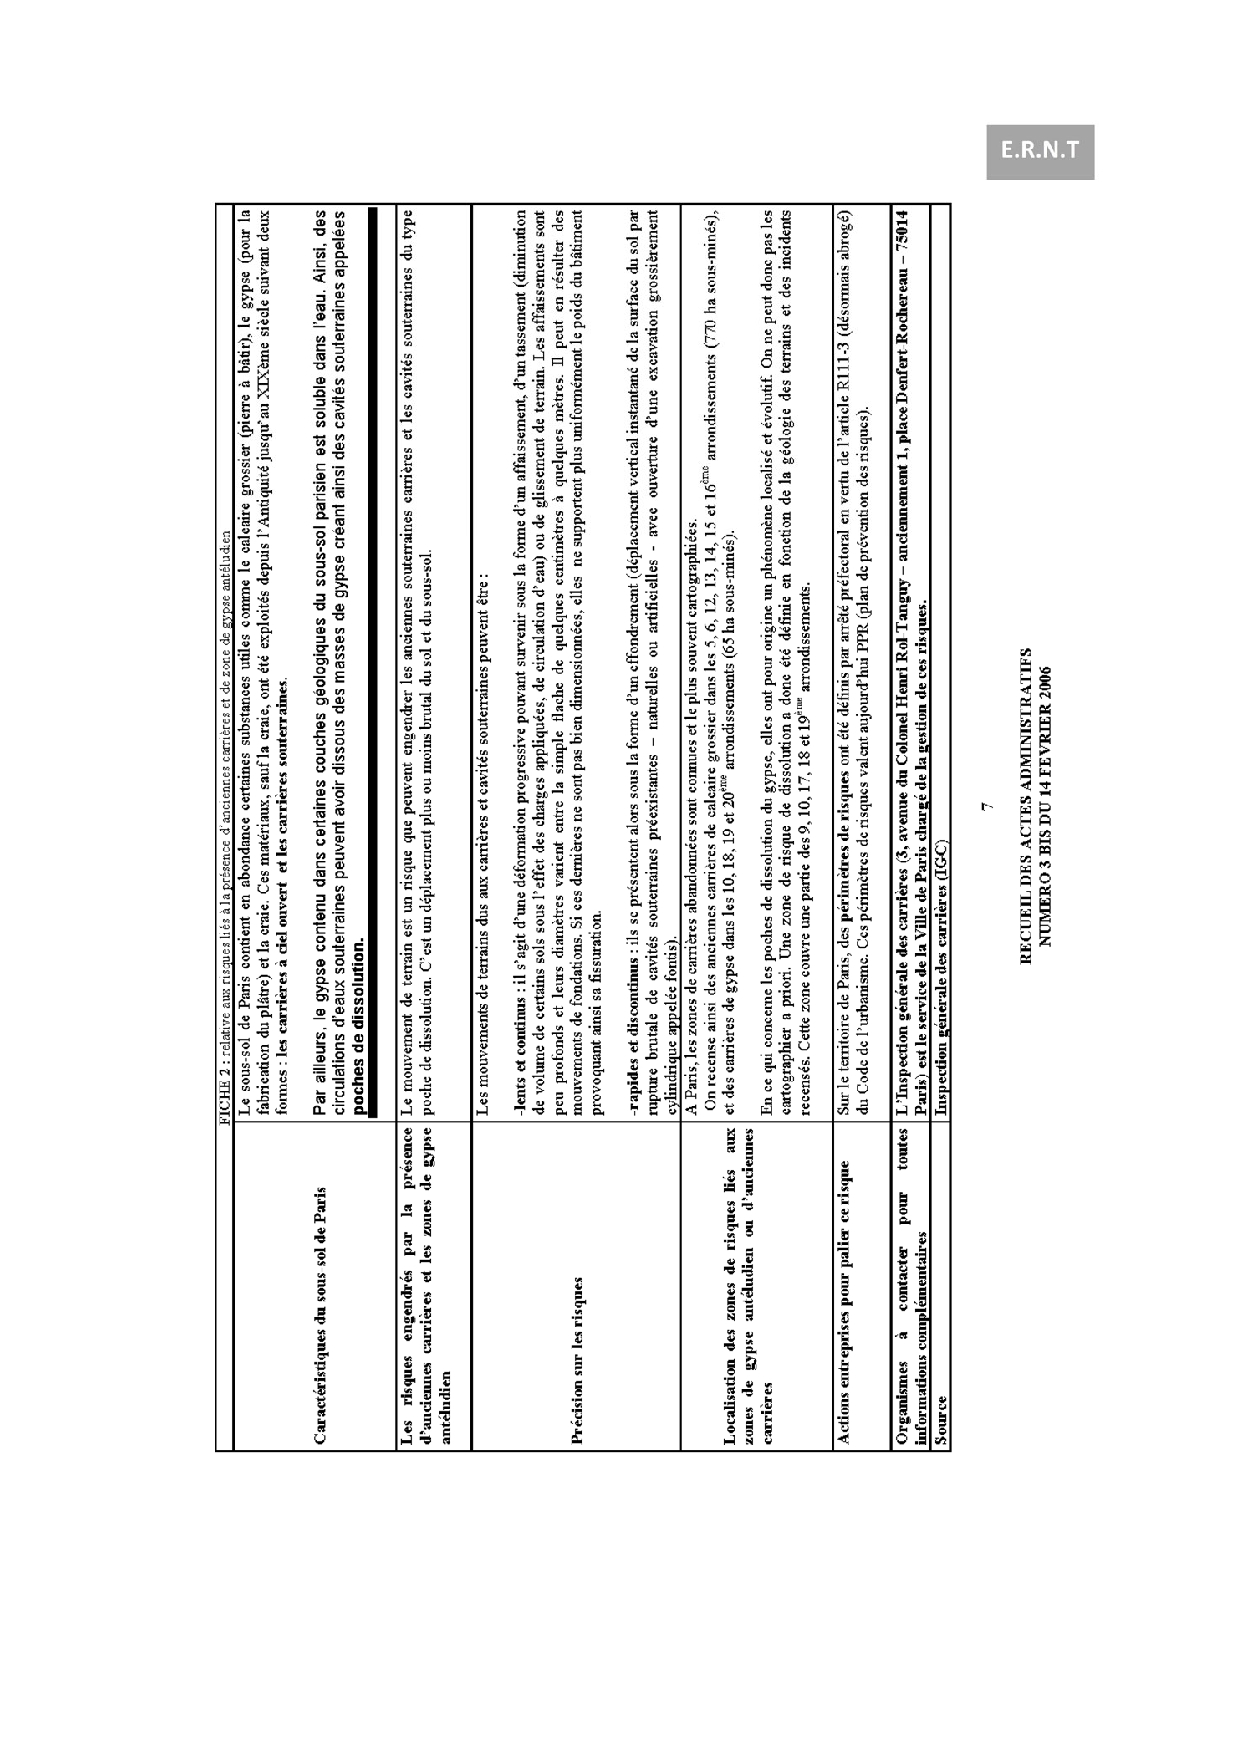 E.R.N.T
FICHE 2 : relative aux risques liés à la présence d'anciennes carrières et de zone de gypse antéludien
Caractéristiques du sous sol de Paris
Le sous-sol de Paris contient en abondance certaines substances utiles comme le calcaire grossier (pierre à bâtir), le gypse (pour la
fabrication du plâtre) et la craie. Ces matériaux, sauf la craie, ont été exploités depuis l'Antiquité jusqu'au XIXème siècle suivant deux
formes : les carrières à ciel ouvert et les carrières souterraines.
Par ailleurs, le gypse contenu dans certaines couches géologiques du sous-sol parisien est soluble dans l'eau. Ainsi, des
circulations d'eaux souterraines peuvent avoir dissous des masses de gypse créant ainsi des cavités souterraines appelées
poches de dissolution.
Les risques engendrés par la présence
d'anciennes carrières et les zones de gypse
antéludien
Le mouvement de terrain est un risque que peuvent engendrer les anciennes souterraines carrières et les cavités souterraines du type
poche de dissolution. C'est un déplacement plus ou moins brutal du sol et du sous-sol.
Précision sur les risques
Les mouvements de terrains dus aux carrières et cavités souterraines peuvent être :
-lents et continus : il s'agit d'une déformation progressive pouvant survenir sous la forme d'un affaissement, d'un tassement (diminution
de volume de certains sols sous l'effet des charges appliquées, de circulation d'eau) ou de glissement de terrain. Les affaissements sont
peu profonds et leurs diamètres varient entre la simple flache de quelques centimètres à quelques mètres. Il peut en résulter des
mouvements de fondations. Si ces dernières ne sont pas bien dimensionnées, elles ne supportent plus uniformément le poids du bâtiment
provoquant ainsi sa fissuration.
-rapides et discontinus : ils se présentent alors sous la forme d'un effondrement (déplacement vertical instantané de la surface du sol par
rupture brutale de cavités souterraines préexistantes – naturelles ou artificielles - avec ouverture d'une excavation grossièrement
cylindrique appelée fontis).
Localisation des zones de risques liés aux
zones de gypse antéludien ou d'anciennes
carrières
A Paris, les zones de carrières abandonnées sont connues et le plus souvent cartographiées.
On recense ainsi des anciennes carrières de calcaire grossier dans les 5, 6, 12, 13, 14, 15 et 16ème arrondissements (770 ha sous-minés),
et des carrières de gypse dans les 10, 18, 19 et 20ème arrondissements (65 ha sous-minés).
En ce qui concerne les poches de dissolution du gypse, elles ont pour origine un phénomène localisé et évolutif. On ne peut donc pas les
cartographier a priori. Une zone de risque de dissolution a donc été définie en fonction de la géologie des terrains et des incidents
recensés. Cette zone couvre une partie des 9, 10, 17, 18 et 19ème arrondissements.
Actions entreprises pour palier ce risque
Sur le territoire de Paris, des périmètres de risques ont été définis par arrêté préfectoral en vertu de l'article R111-3 (désormais abrogé)
du Code de l'urbanisme. Ces périmètres de risques valent aujourd'hui PPR (plan de prévention des risques).
Organismes à contacter pour toutes
informations complémentaires
L'Inspection générale des carrières (3, avenue du Colonel Henri Rol-Tanguy – anciennement 1, place Denfert-Rochereau – 75014
Paris) est le service de la Ville de Paris chargé de la gestion de ces risques.
Source
Inspection générale des carrières (IGC)
7
RECUEIL DES ACTES ADMINISTRATIFS
NUMERO 3 BIS DU 14 FEVRIER 2006